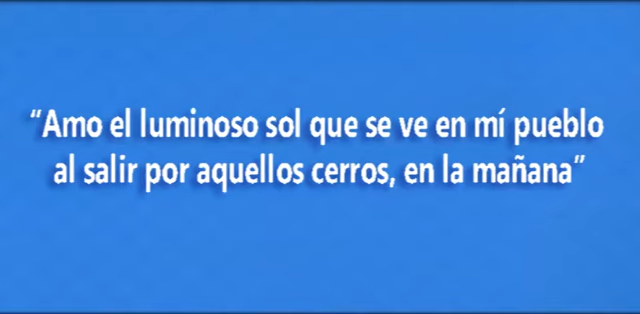 “Amo el luminoso sol que se ve en mí pueblo
al salir por aquellos cerros, en la mañana”